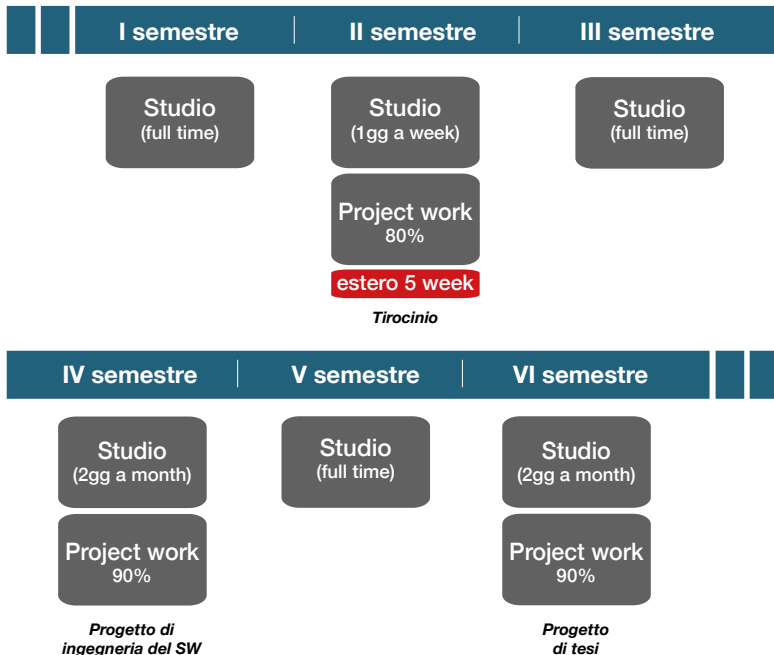 I semestre
II semestre
III semestre
Studio
(full time)
Studio
(1gg a week)
Studio
(full time)
Project work
80%
estero 5 week
Tirocinio
IV semestre
V semestre
VI semestre
Studio
(2gg a month)
Studio
(full time)
Studio
(2gg a month)
Project work
90%
Project work
90%
Progetto di
ingegneria del SW
Progetto
di tesi